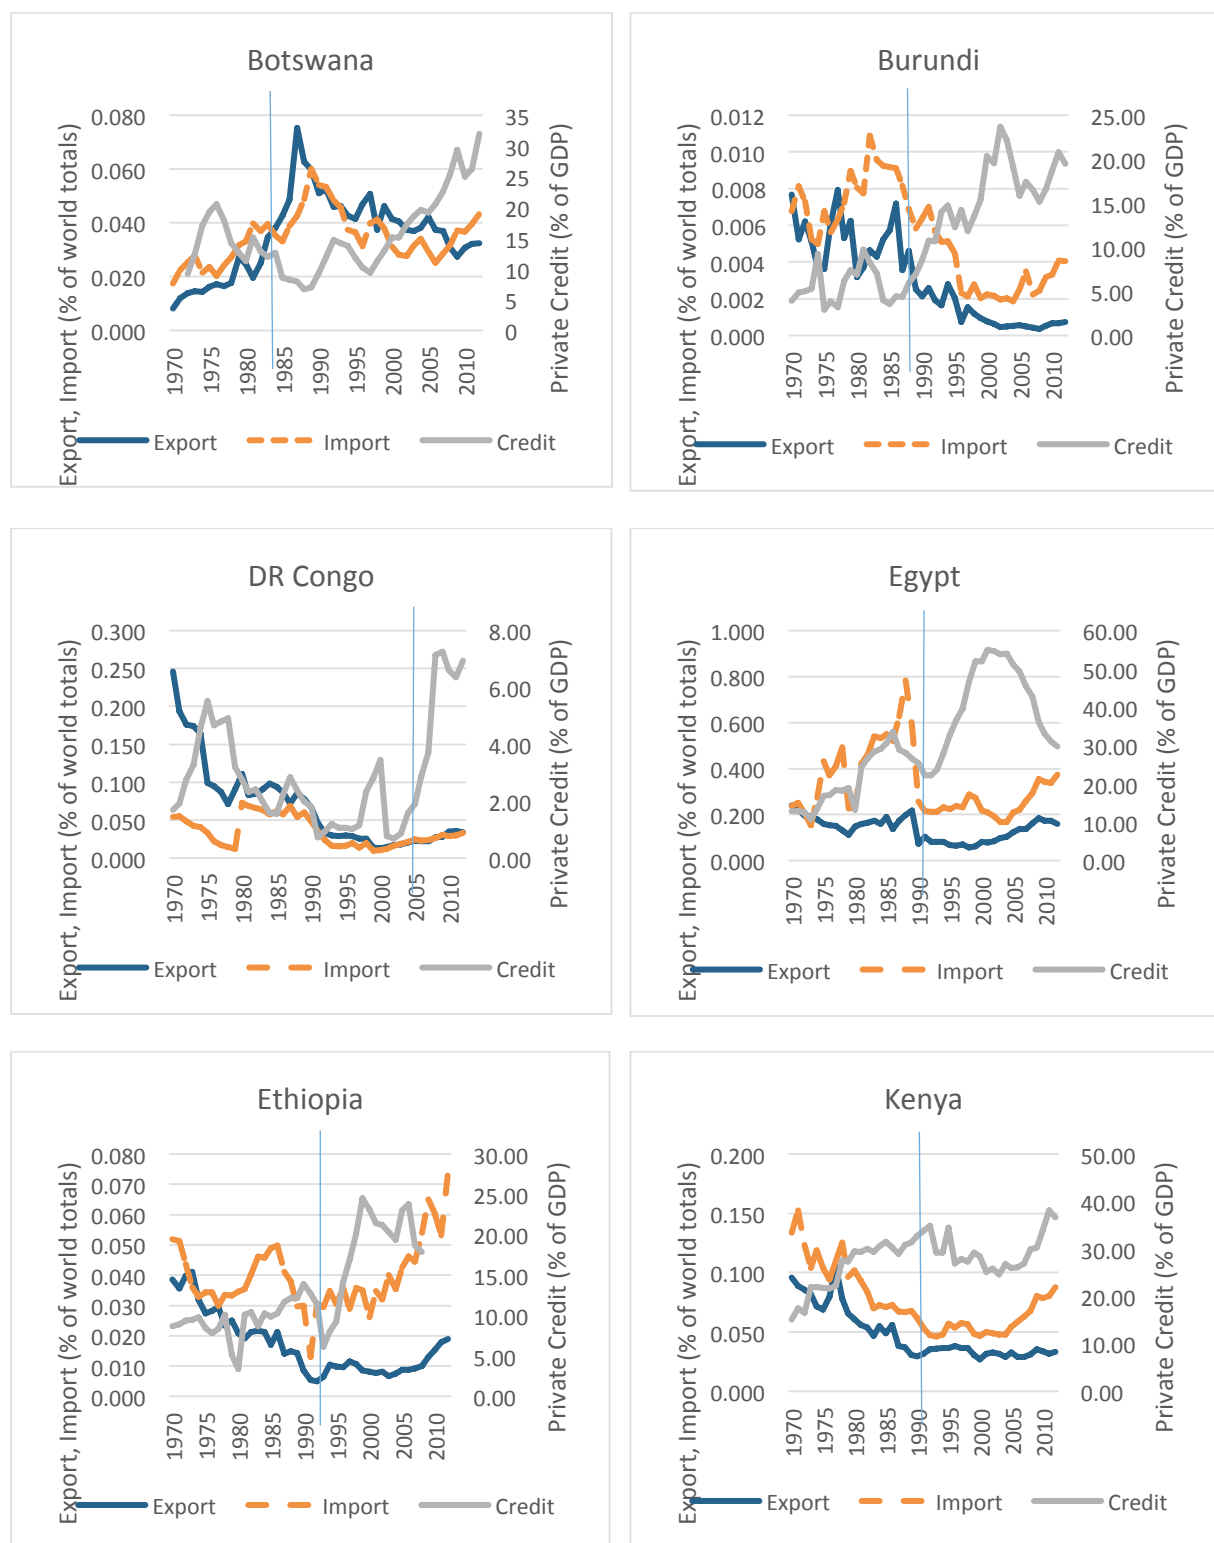 Botswana
Export, Import (% of world totals)
0.080
0.060
0.040
0.020
0.000
35
30
25
20
15
10
5
0
Private Credit (% of GDP)
1970 1975 1980 1985 1990 1995 2000 2005 2010
Export Import Credit
Burundi
Export, Import (% of world totals)
0.012
0.010
0.008
0.006
0.004
0.002
0.000
25.00
20.00
15.00
10.00
5.00
0.00
Private Credit (% of GDP)
1970 1975 1980 1985 1990 1995 2000 2005 2010
Export Import Credit
DR Congo
Export, Import (% of world totals)
0.300
0.250
0.200
0.150
0.100
0.050
0.000
8.00
6.00
4.00
2.00
0.00
Private Credit (% of GDP)
1970 1975 1980 1985 1990 1995 2000 2005 2010
Export Import Credit
Egypt
Export, Import (% of world totals)
1.000
0.800
0.600
0.400
0.200
0.000
60.00
50.00
40.00
30.00
20.00
10.00
0.00
Private Credit (% of GDP)
1970 1975 1980 1985 1990 1995 2000 2005 2010
Export Import Credit
Ethiopia
Export, Import (% of world totals)
0.080
0.070
0.060
0.050
0.040
0.030
0.020
0.010
0.000
30.00
25.00
20.00
15.00
10.00
5.00
0.00
Private Credit (% of GDP)
1970 1975 1980 1985 1990 1995 2000 2005 2010
Export Import Credit
Kenya
Export, Import (% of world totals)
0.200
0.150
0.100
0.050
0.000
50.00
40.00
30.00
20.00
10.00
0.00
Private Credit (% of GDP)
1970 1975 1980 1985 1990 1995 2000 2005 2010
Export Import Credit